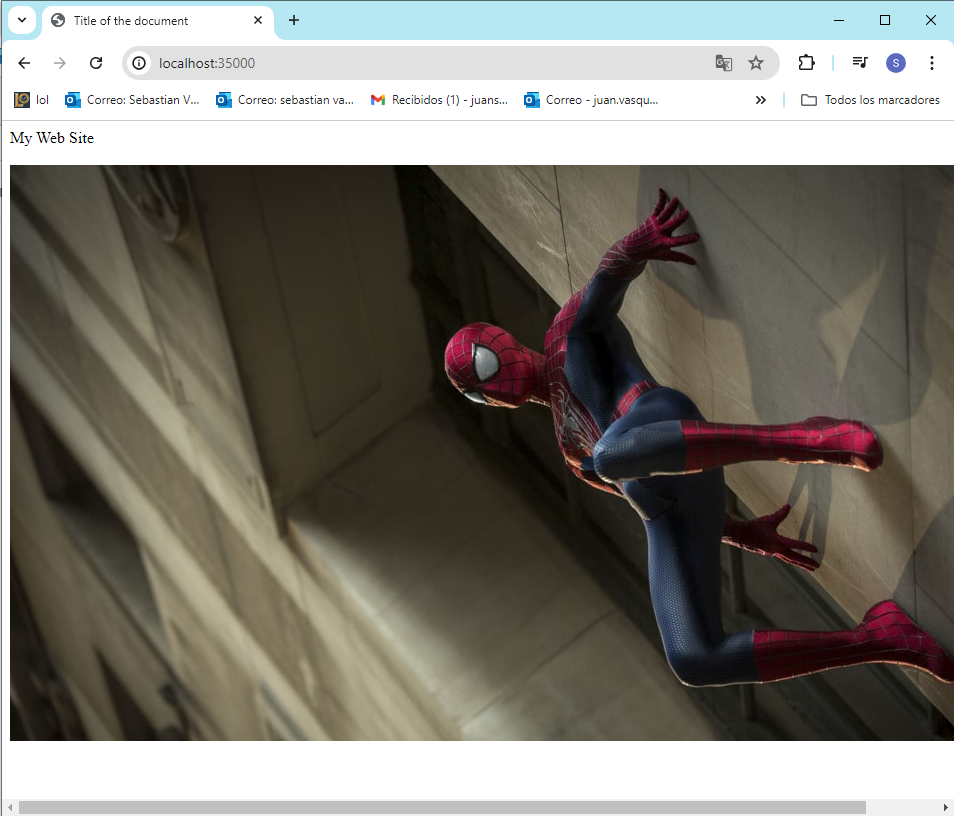 Title of the document
localhost:35000
lol Correo: Sebastian V... Correo: sebastian va... Recibidos (1) - juans... Correo - juan.vasqu... Todos los marcadores
S
My Web Site